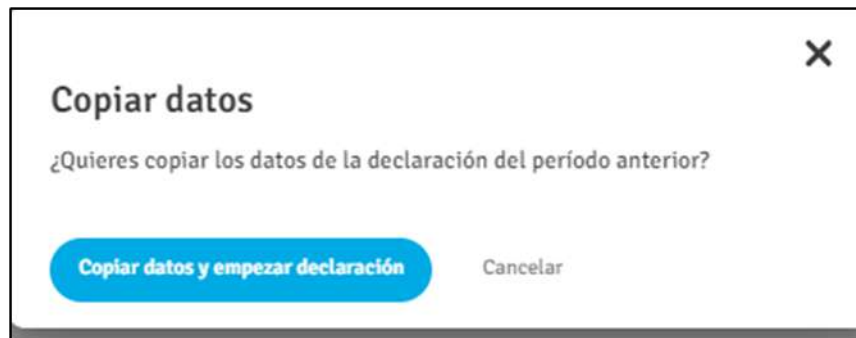 Copiar datos
¿Quieres copiar los datos de la declaración del período anterior?
Copiar datos y empezar declaración
Cancelar